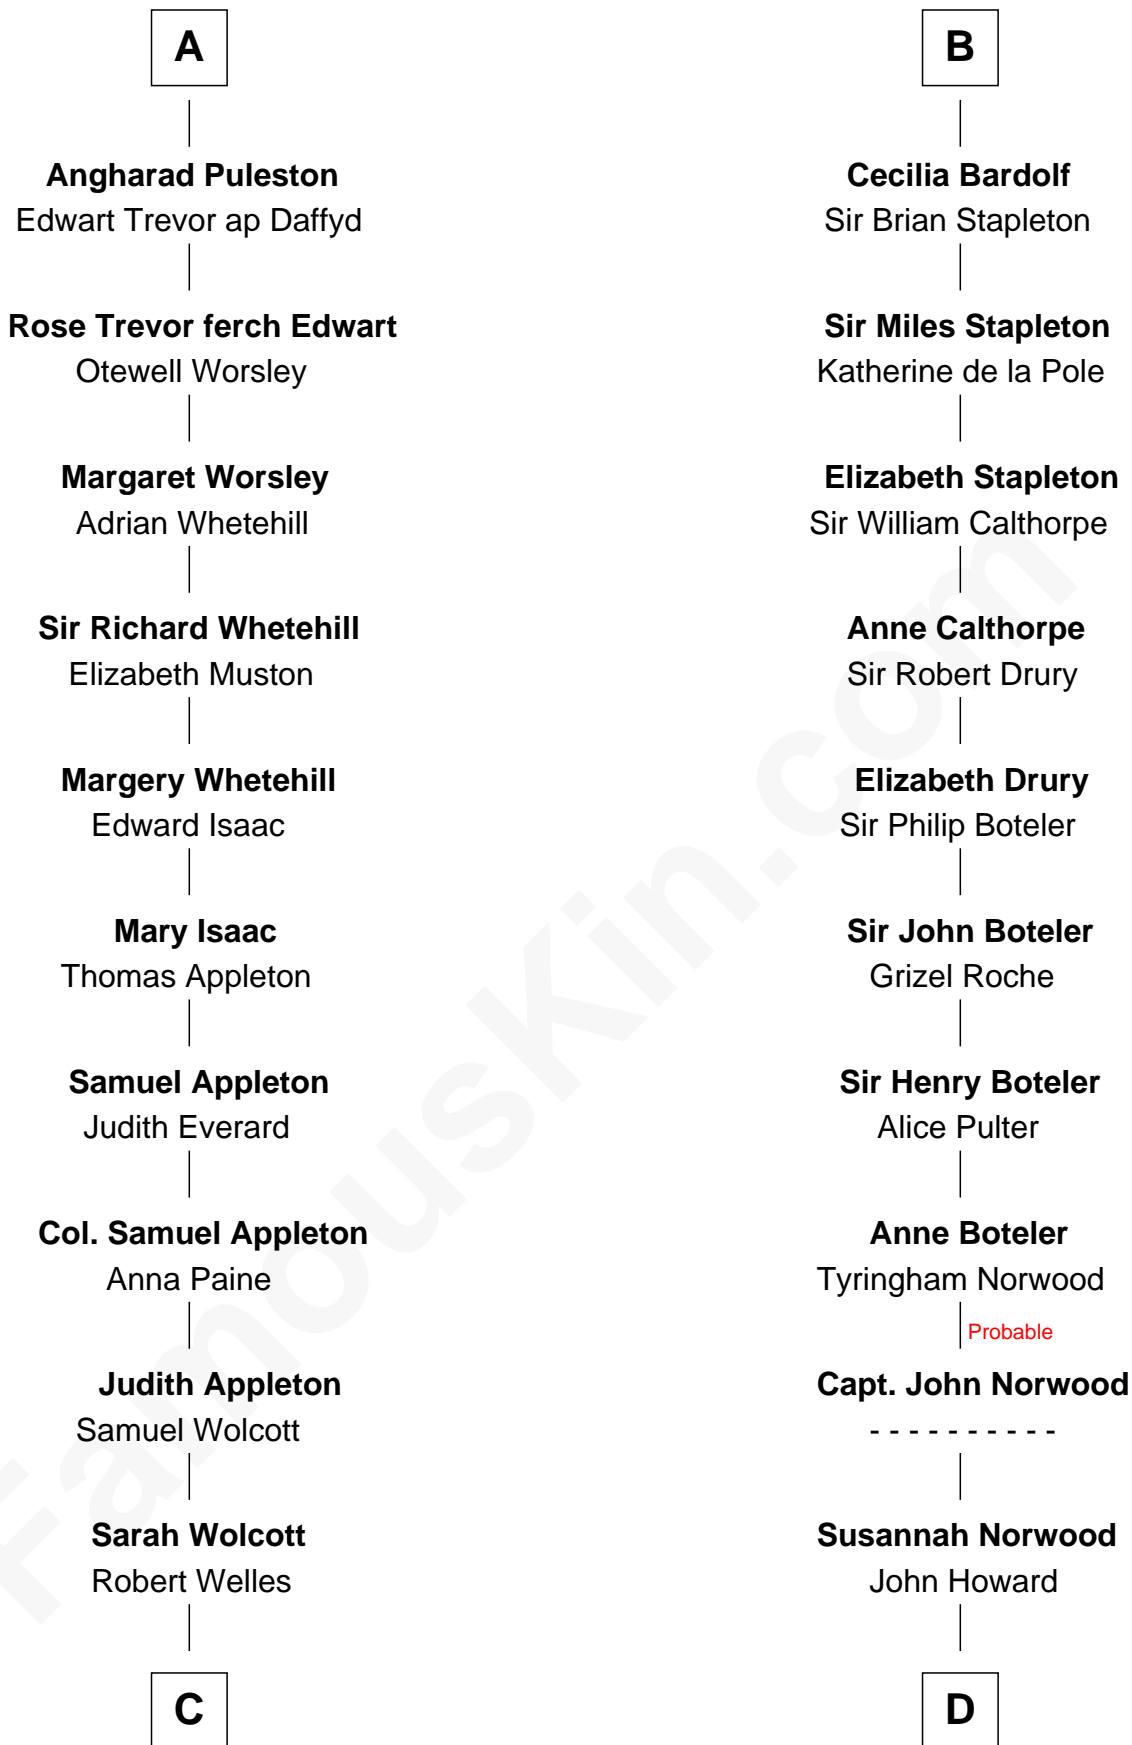 A
Angharad Puleston
Edwart Trevor ap Daffyd
Rose Trevor ferch Edwart
Otewell Worsley
Margaret Worsley
Adrian Whetehill
Sir Richard Whetehill
Elizabeth Muston
Margery Whetehill
Edward Isaac
Mary Isaac
Thomas Appleton
Samuel Appleton
Judith Everard
Col. Samuel Appleton
Anna Paine
Judith Appleton
Samuel Wolcott
Sarah Wolcott
Robert Welles
C
B
Cecilia Bardolf
Sir Brian Stapleton
Sir Miles Stapleton
Katherine de la Pole
Elizabeth Stapleton
Sir William Calthorpe
Anne Calthorpe
Sir Robert Drury
Elizabeth Drury
Sir Philip Boteler
Sir John Boteler
Grizel Roche
Sir Henry Boteler
Alice Pulter
Anne Boteler
Tyringham Norwood
Probable
Capt. John Norwood
- - - - - - - - - -
Susannah Norwood
John Howard
D
FamousKin.com